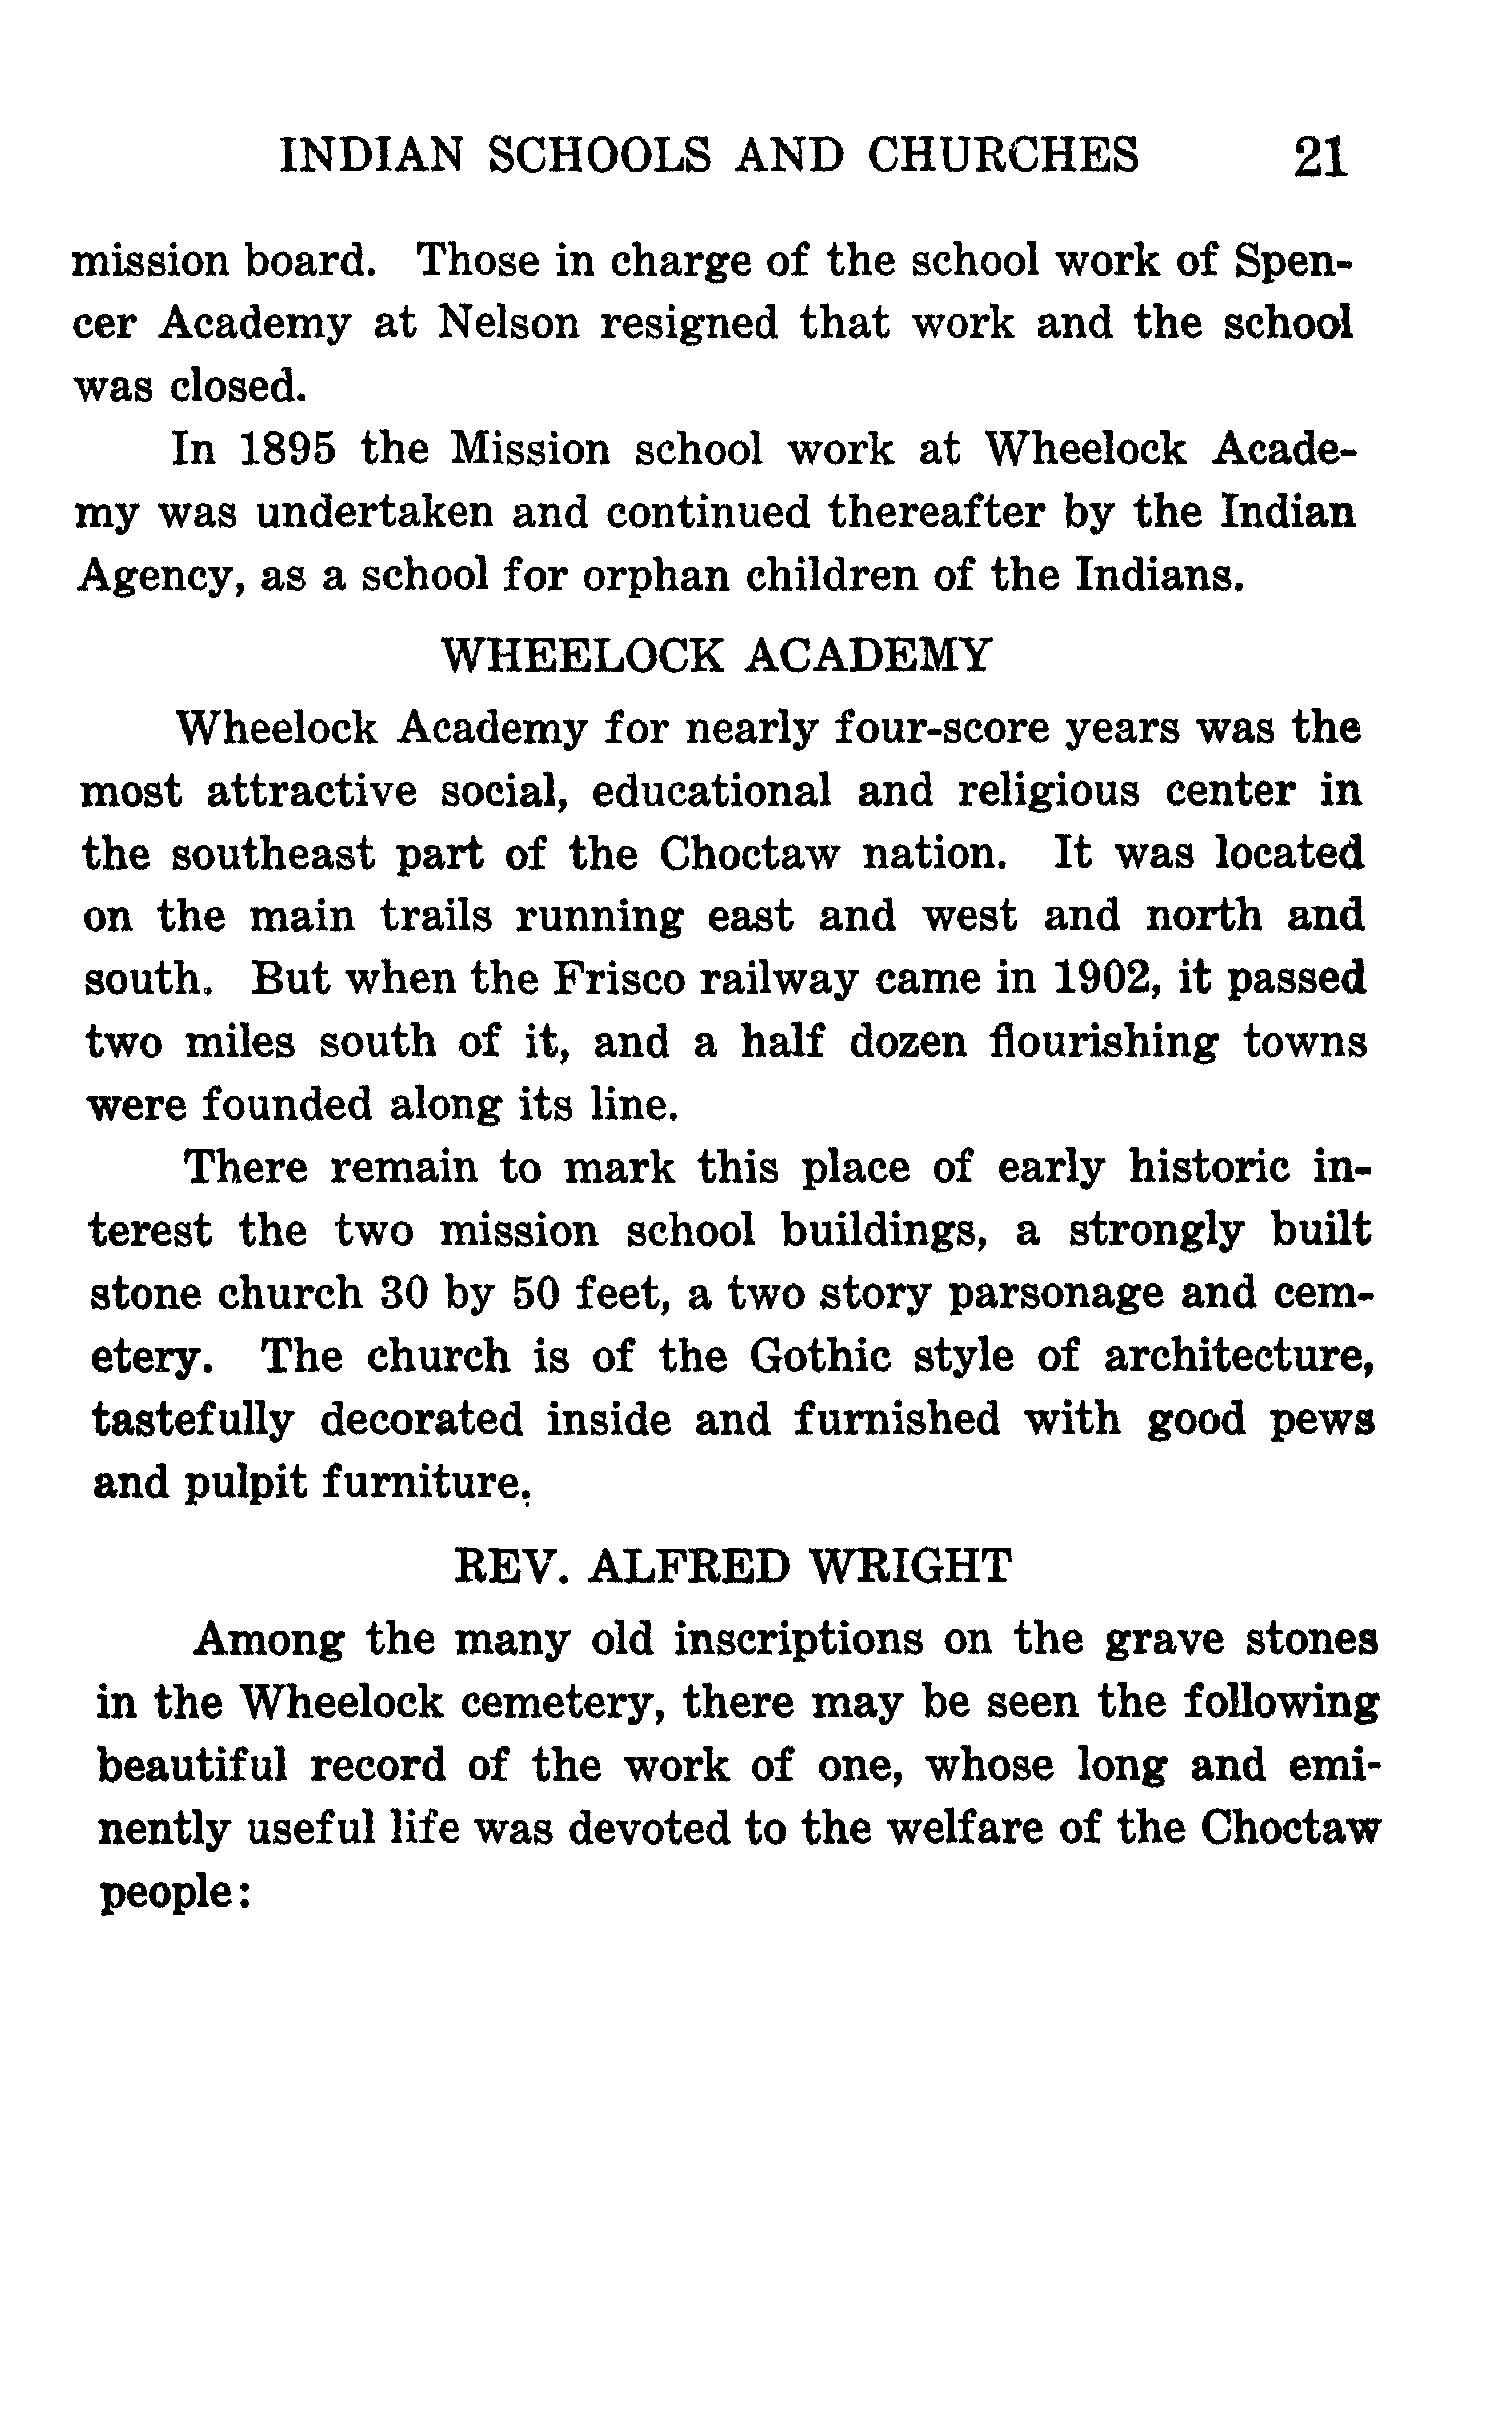 INDIAN SCHOOLS AND CHURCHES 21
mission board. Those in charge of the school work of Spen-
cer Academy at Nelson resigned that work and the school
was closed.
In 1895 the Mission school work at Wheelock Acade-
my was undertaken and continued thereafter by the Indian
Agency, as a school for orphan children of the Indians.
WHEELOCK ACADEMY
Wheelock Academy for nearly four-score years was the
most attractive social, educational and religious center in
the southeast part of the Choctaw nation. It was located
on the main trails running east and west and north and
south. But when the Frisco railway came in 1902, it passed
two miles south of it, and a half dozen flourishing towns
were founded along its line.
There remain to mark this place of early historic in-
terest the two mission school buildings, a strongly built
stone church 30 by 50 feet, a two story parsonage and cem-
etery. The church is of the Gothic style of architecture,
tastefully decorated inside and furnished with good pews
and pulpit furniture.
REV. ALFRED WRIGHT
Among the many old inscriptions on the grave stones
in the Wheelock cemetery, there may be seen the following
beautiful record of the work of one, whose long and emi-
nently useful life was devoted to the welfare of the Choctaw
people: